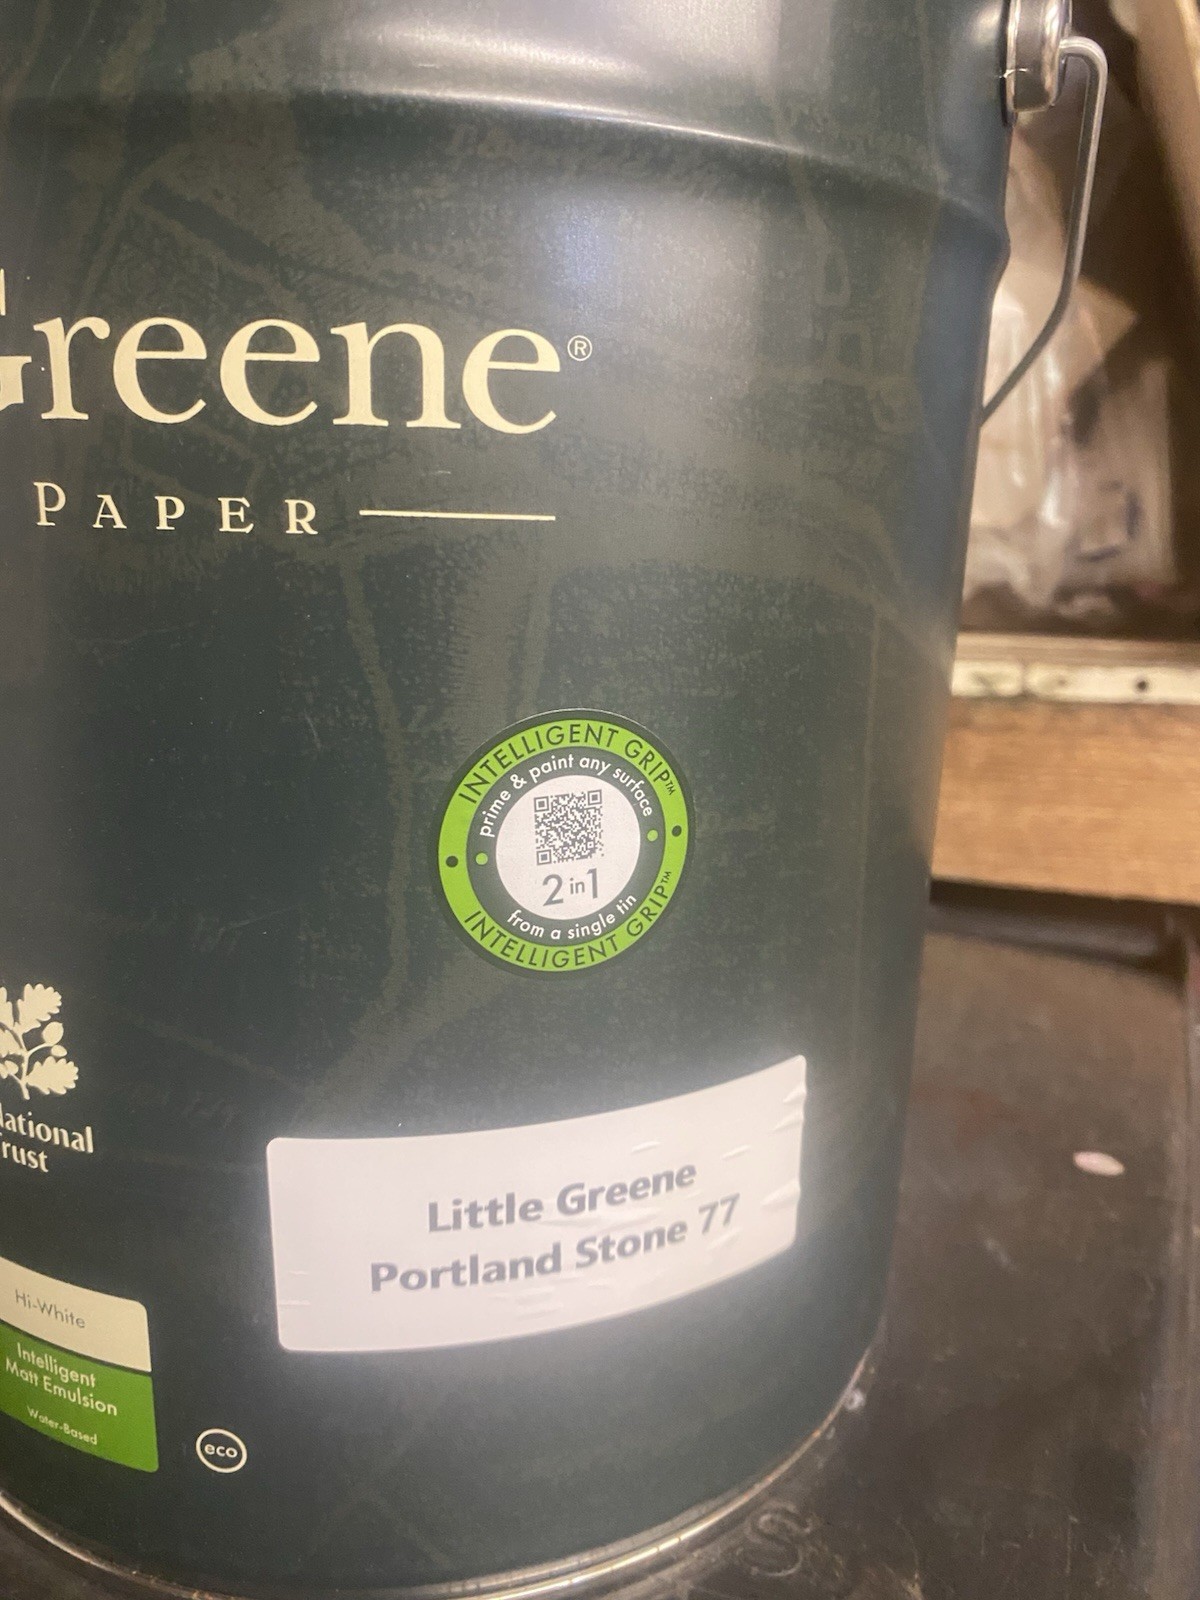 Greene®
PAPER
INTELLIGENT GRIP™
prime & paint any surface
2 in 1
from a single tin
INTELLIGENT GRIP™
National
Trust
Little Greene
Portland Stone 77
Hi-White
Intelligent
Matt Emulsion
Water-Based
eco